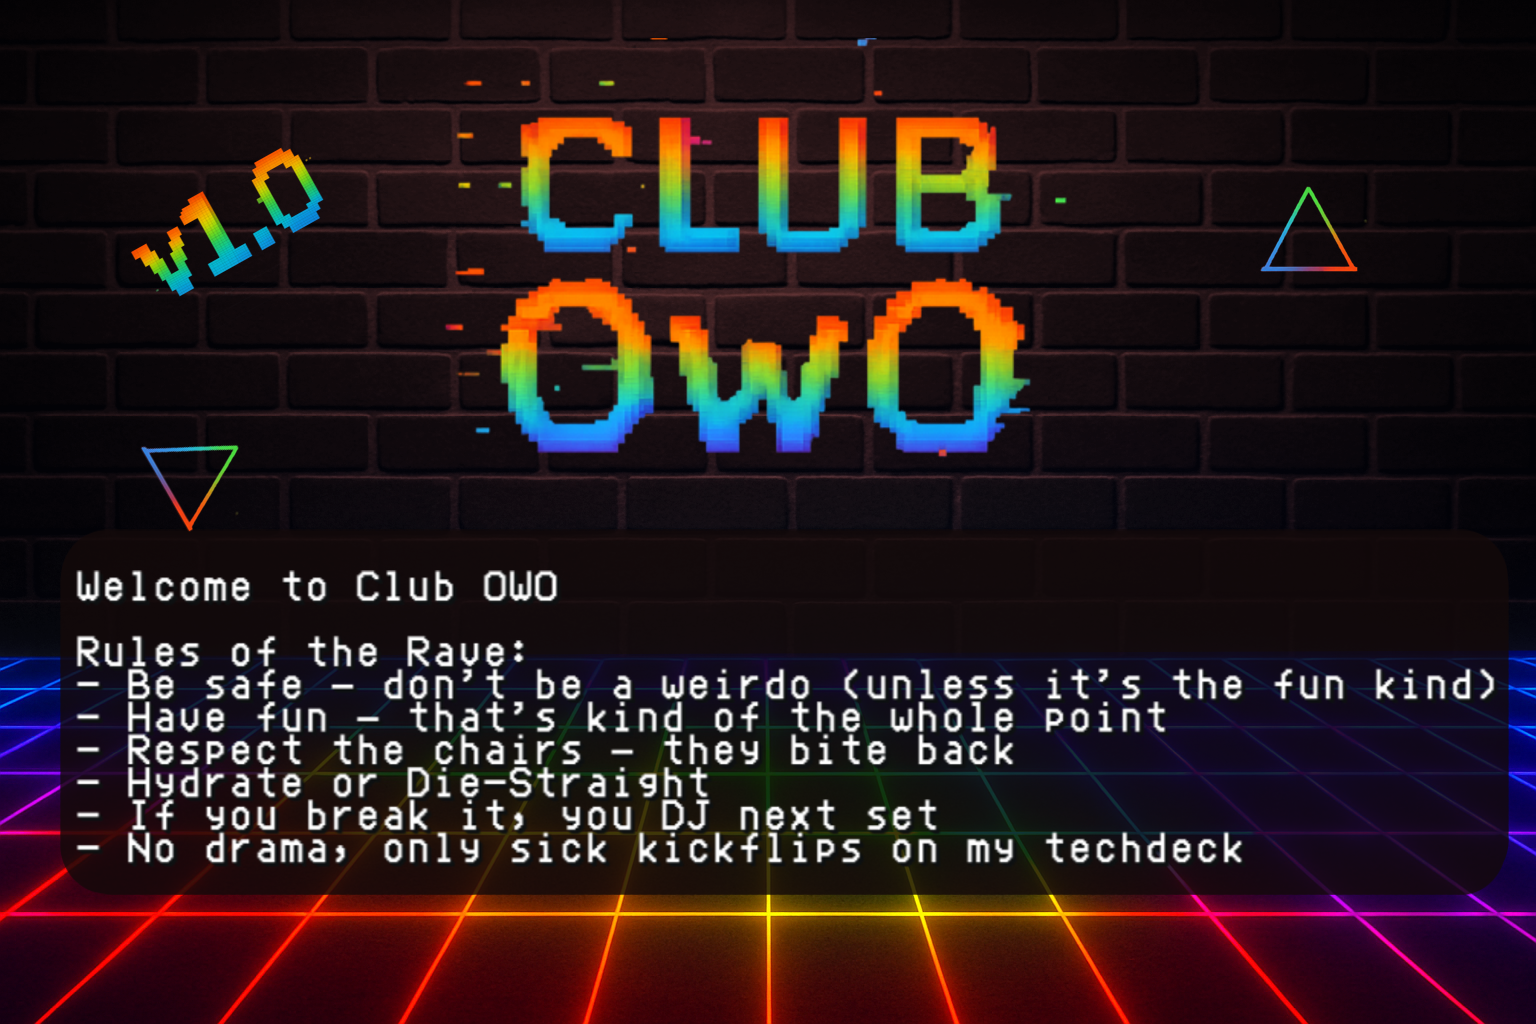 v1.0
CLUB
OwO
Welcome to Club OWO
Rules of the Rave:
- Be safe - don't be a weirdo (unless it's the fun kind)
- Have fun - that's kind of the whole point
- Respect the chairs - they bite back
- Hydrate or Die-Straight
- If you break it, you DJ next set
- No drama, only sick kickflips on my techdeck